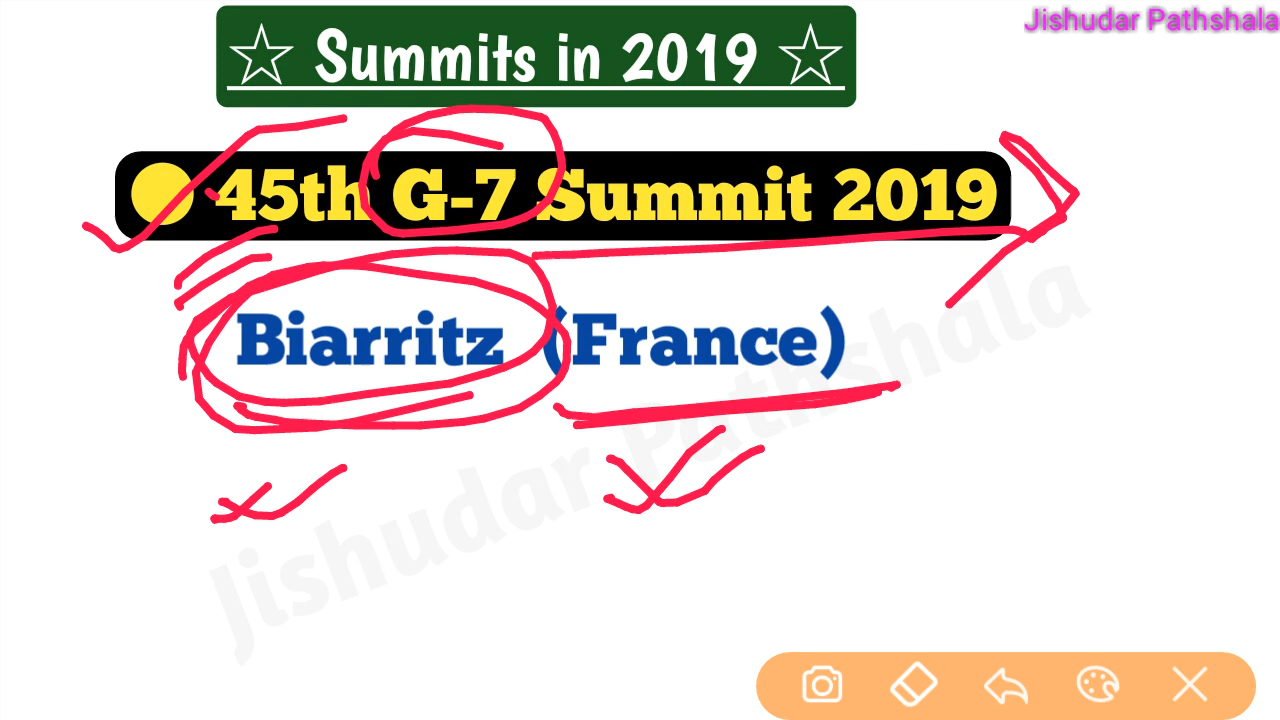 Jishudar Pathshala
☆ Summits in 2019 ☆
45th G-7 Summit 2019
Biarritz (France)
Jishudar Pathshala